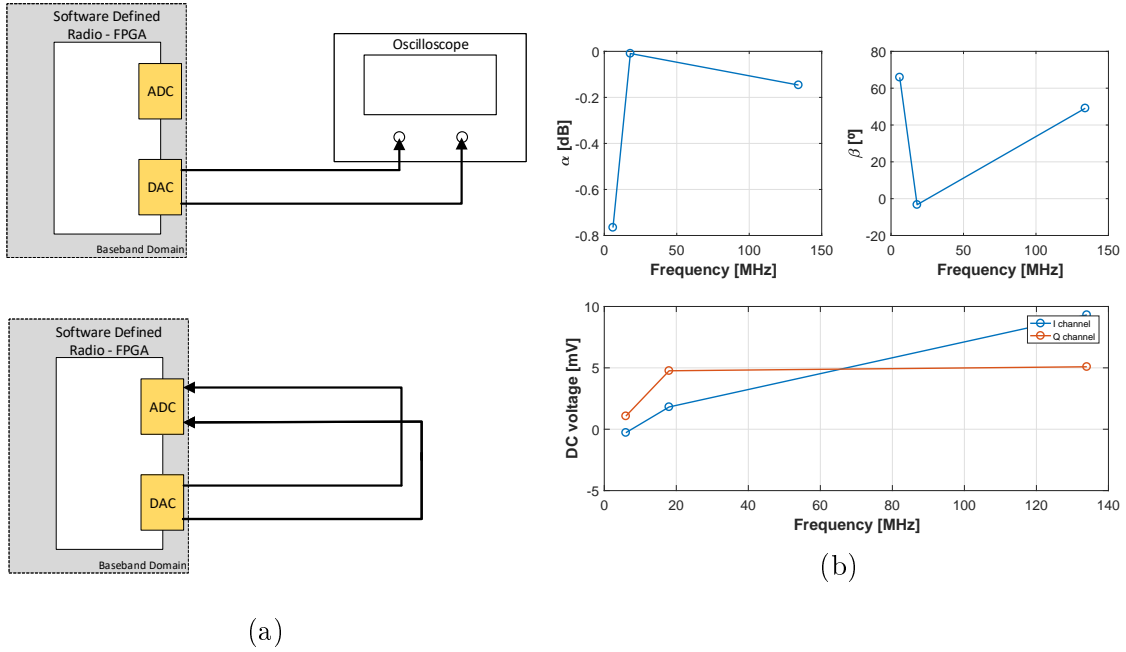 Software Defined
Radio - FPGA
ADC
DAC
Baseband Domain
Oscilloscope
Software Defined
Radio - FPGA
ADC
DAC
Baseband Domain
(a)
0
-0.2
-0.4
-0.6
-0.8
α [dB]
0
50
100
150
Frequency [MHz]
80
60
40
20
0
-20
β [º]
0
50
100
150
Frequency [MHz]
10
5
0
-5
DC voltage [mV]
I channel
Q channel
0
20
40
60
80
100
120
140
Frequency [MHz]
(b)